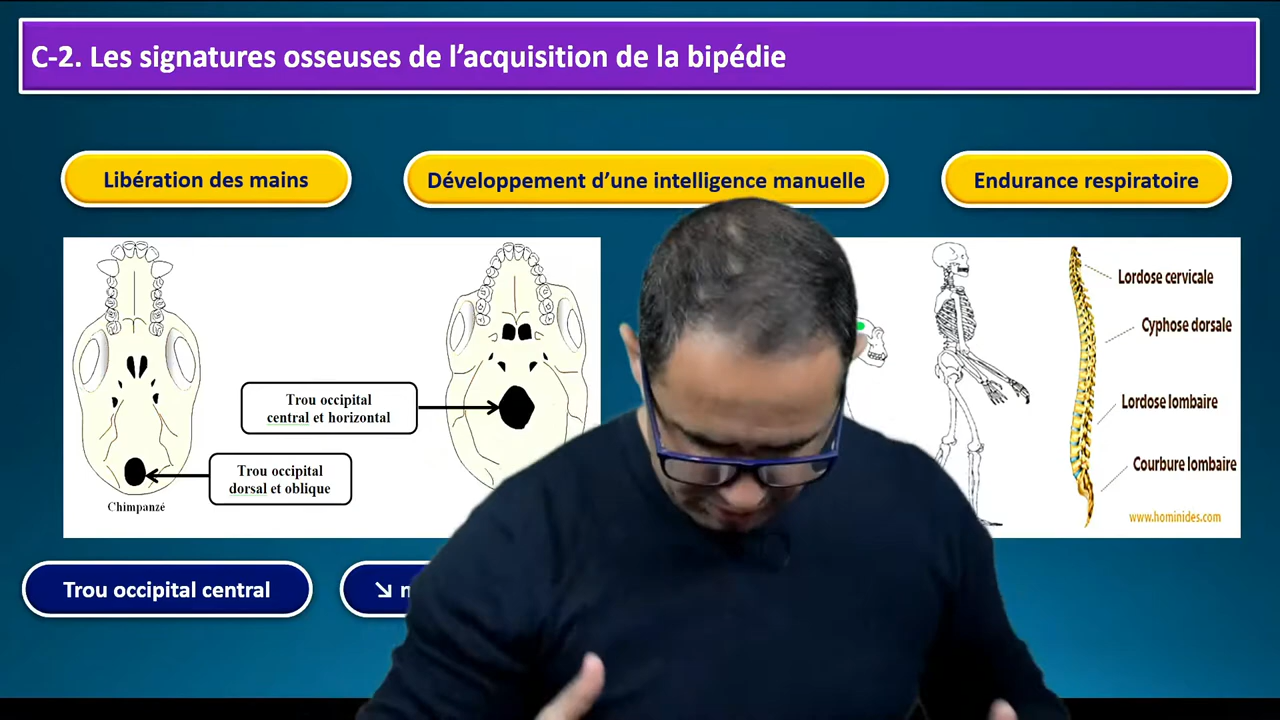 C-2. Les signatures osseuses de l’acquisition de la bipédie
Libération des mains
Développement d’une intelligence manuelle
Endurance respiratoire
Trou occipital
central et horizontal
Trou occipital
dorsal et oblique
Chimpanzé
Lordose cervicale
Cyphose dorsale
Lordose lombaire
Courbure lombaire
www.hominides.com
Trou occipital central
↘